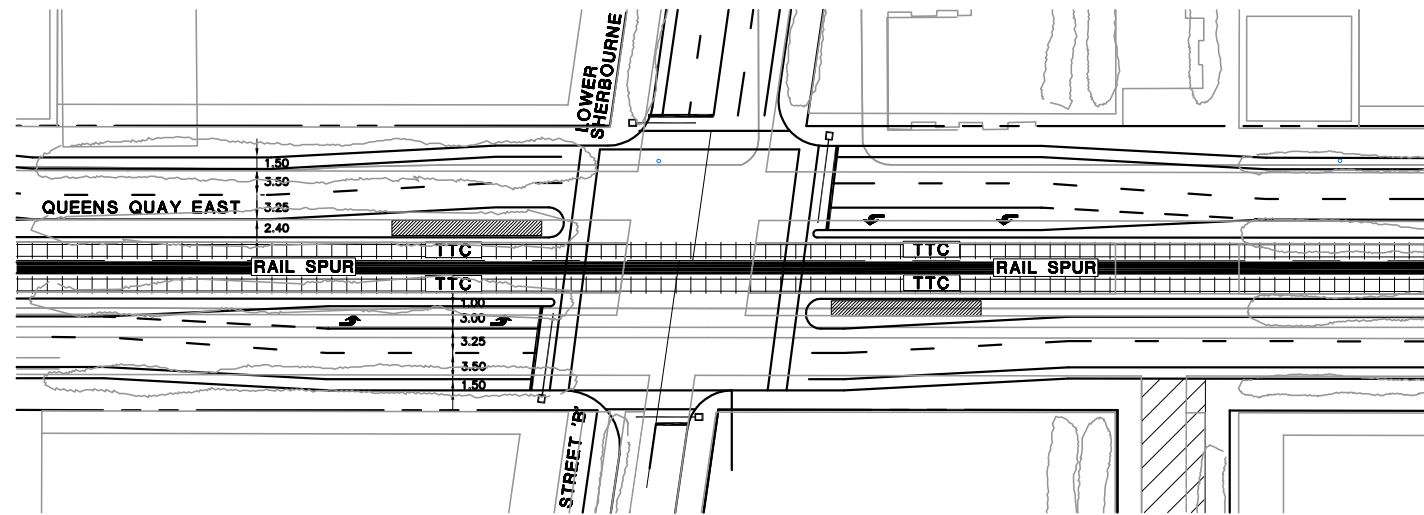 LOWER
SHERBOURNE
1.50
3.50
3.25
2.40
QUEENS QUAY EAST
TTC
TTC
RAIL SPUR
RAIL SPUR
TTC
TTC
1.00
3.00
3.25
3.50
1.50
STREET 'R'